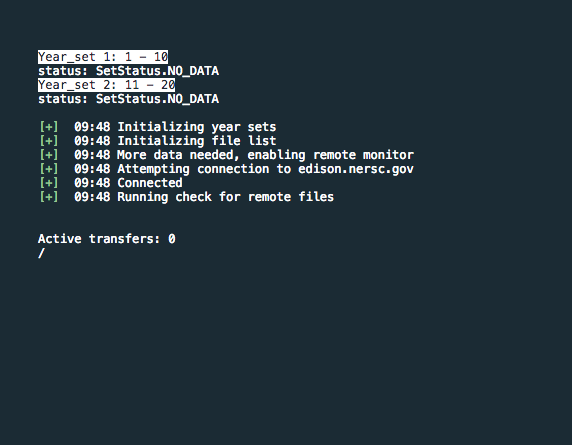 Year_set 1: 1 - 10
status: SetStatus.NO_DATA
Year_set 2: 11 - 20
status: SetStatus.NO_DATA
[+]  09:48 Initializing year sets
[+]  09:48 Initializing file list
[+]  09:48 More data needed, enabling remote monitor
[+]  09:48 Attempting connection to edison.nersc.gov
[+]  09:48 Connected
[+]  09:48 Running check for remote files
Active transfers: 0
/